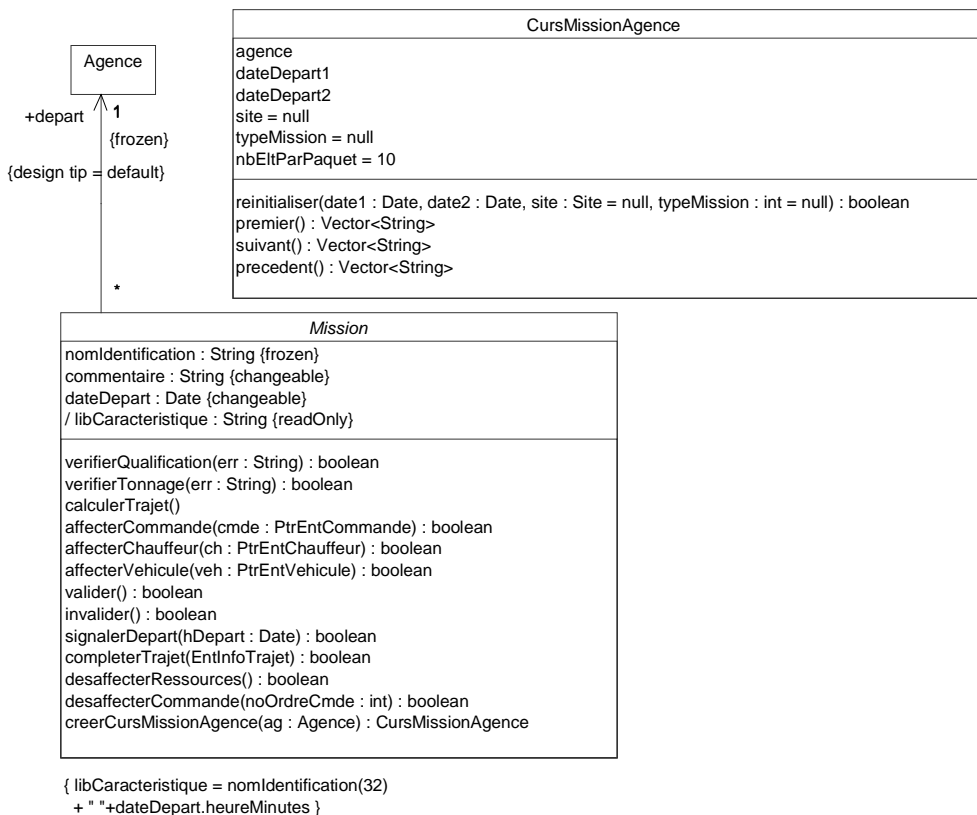 CursMissionAgence
agence
dateDepart1
dateDepart2
site = null
typeMission = null
nbEltParPaquet = 10
reinitialiser(date1 : Date, date2 : Date, site : Site = null, typeMission : int = null) : boolean
premier() : Vector<String>
suivant() : Vector<String>
precedent() : Vector<String>
Agence
+depart
1
{frozen}
{design tip = default}
*
Mission
nomIdentification : String {frozen}
commentaire : String {changeable}
dateDepart : Date {changeable}
/ libCaracteristique : String {readOnly}
verifierQualification(err : String) : boolean
verifierTonnage(err : String) : boolean
calculerTrajet()
affecterCommande(cmde : PtrEntCommande) : boolean
affecterChauffeur(ch : PtrEntChauffeur) : boolean
affecterVehicule(veh : PtrEntVehicule) : boolean
valider() : boolean
invalider() : boolean
signalerDepart(hDepart : Date) : boolean
completerTrajet(EntInfoTrajet) : boolean
desaffecterRessources() : boolean
desaffecterCommande(noOrdreCmde : int) : boolean
creerCursMissionAgence(ag : Agence) : CursMissionAgence
{ libCaracteristique = nomIdentification(32)
+ " "+dateDepart.heureMinutes }